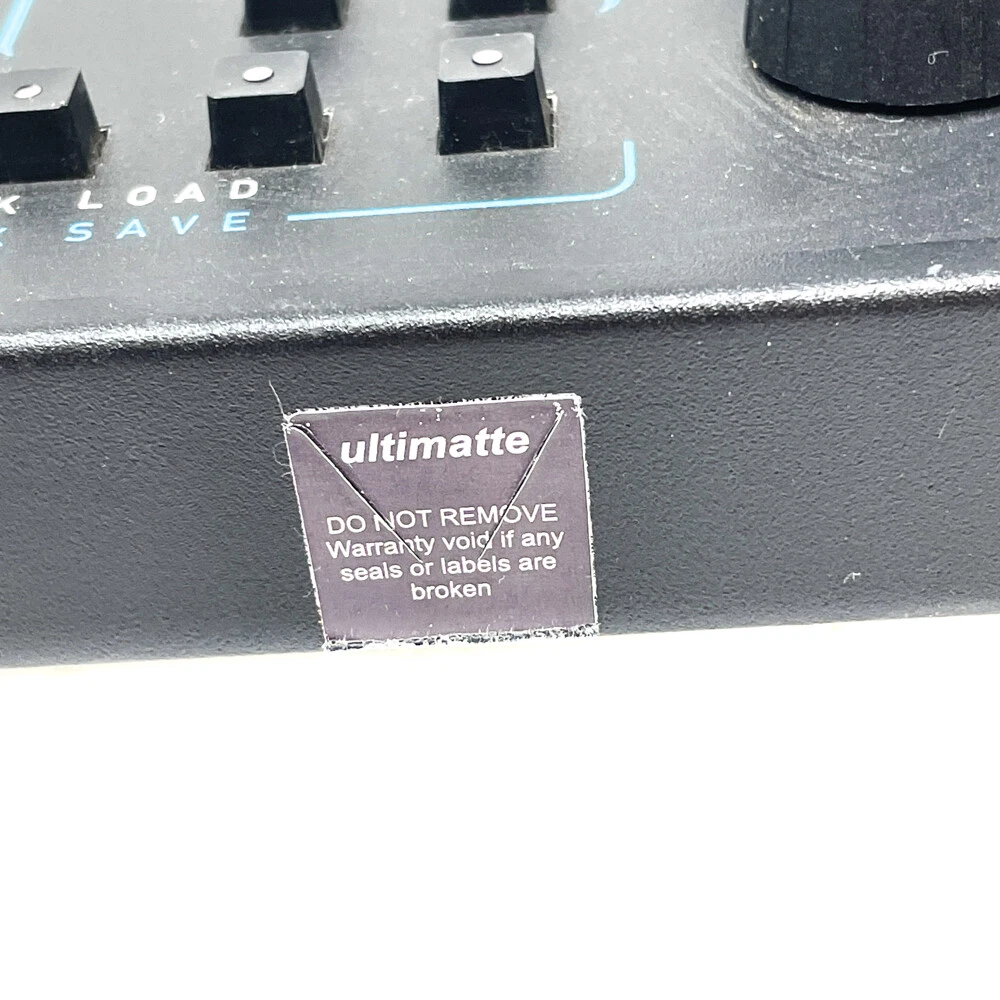 LOAD
SAVE
ultimatte
DO NOT REMOVE
Warranty void if any
seals or labels are
broken